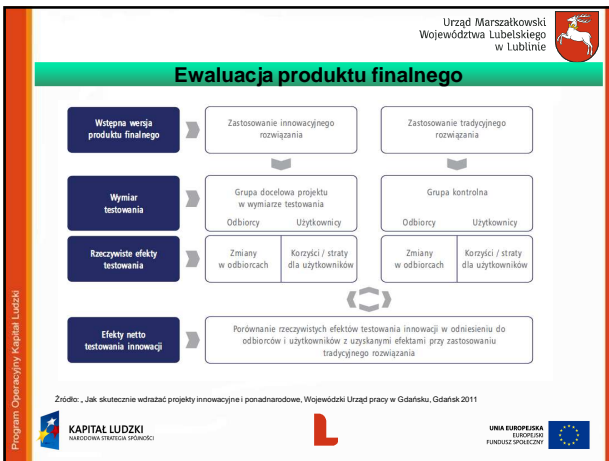 Urząd Marszałkowski
Województwa Lubelskiego
w Lublinie
Ewaluacja produktu finalnego
Wstępna wersja
produktu finalnego
Zastosowanie innowacyjnego
rozwiązania
Zastosowanie tradycyjnego
rozwiązania
Wymiar
testowania
Grupa docelowa projektu
w wymiarze testowania
Odbiorcy Użytkownicy
Grupa kontrolna
Odbiorcy Użytkownicy
Rzeczywiste efekty
testowania
Zmiany
w odbiorcach
Korzyści / straty
dla użytkowników
Zmiany
w odbiorcach
Korzyści / straty
dla użytkowników
Efekty netto
testowania innowacji
Porównanie rzeczywistych efektów testowania innowacji w odniesieniu do
odbiorców i użytkowników z uzyskanymi efektami przy zastosowaniu
tradycyjnego rozwiązania
Źródło: „ Jak skutecznie wdrażać projekty innowacyjne i ponadnarodowe, Wojewódzki Urząd pracy w Gdańsku, Gdańsk 2011
Program Operacyjny Kapitał Ludzki
KAPITAŁ LUDZKI
NARODOWA STRATEGIA SPÓJNOŚCI
UNIA EUROPEJSKA
EUROPEJSKI
FUNDUSZ SPOŁECZNY